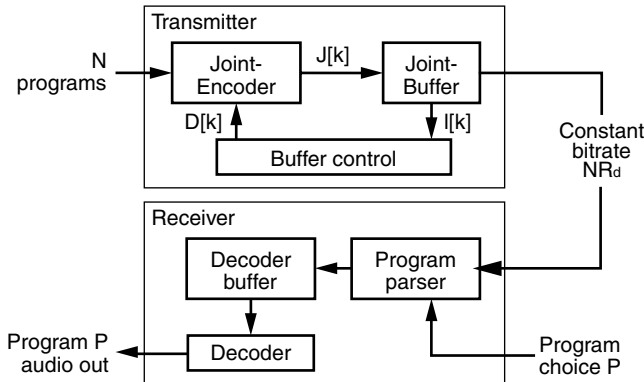 Transmitter
N
programs
Joint-
Encoder
J[k]
Joint-
Buffer
D[k]
I[k]
Buffer control
Constant
bitrate
NRd
Receiver
Decoder
buffer
Program
parser
Decoder
Program P
audio out
Program
choice P